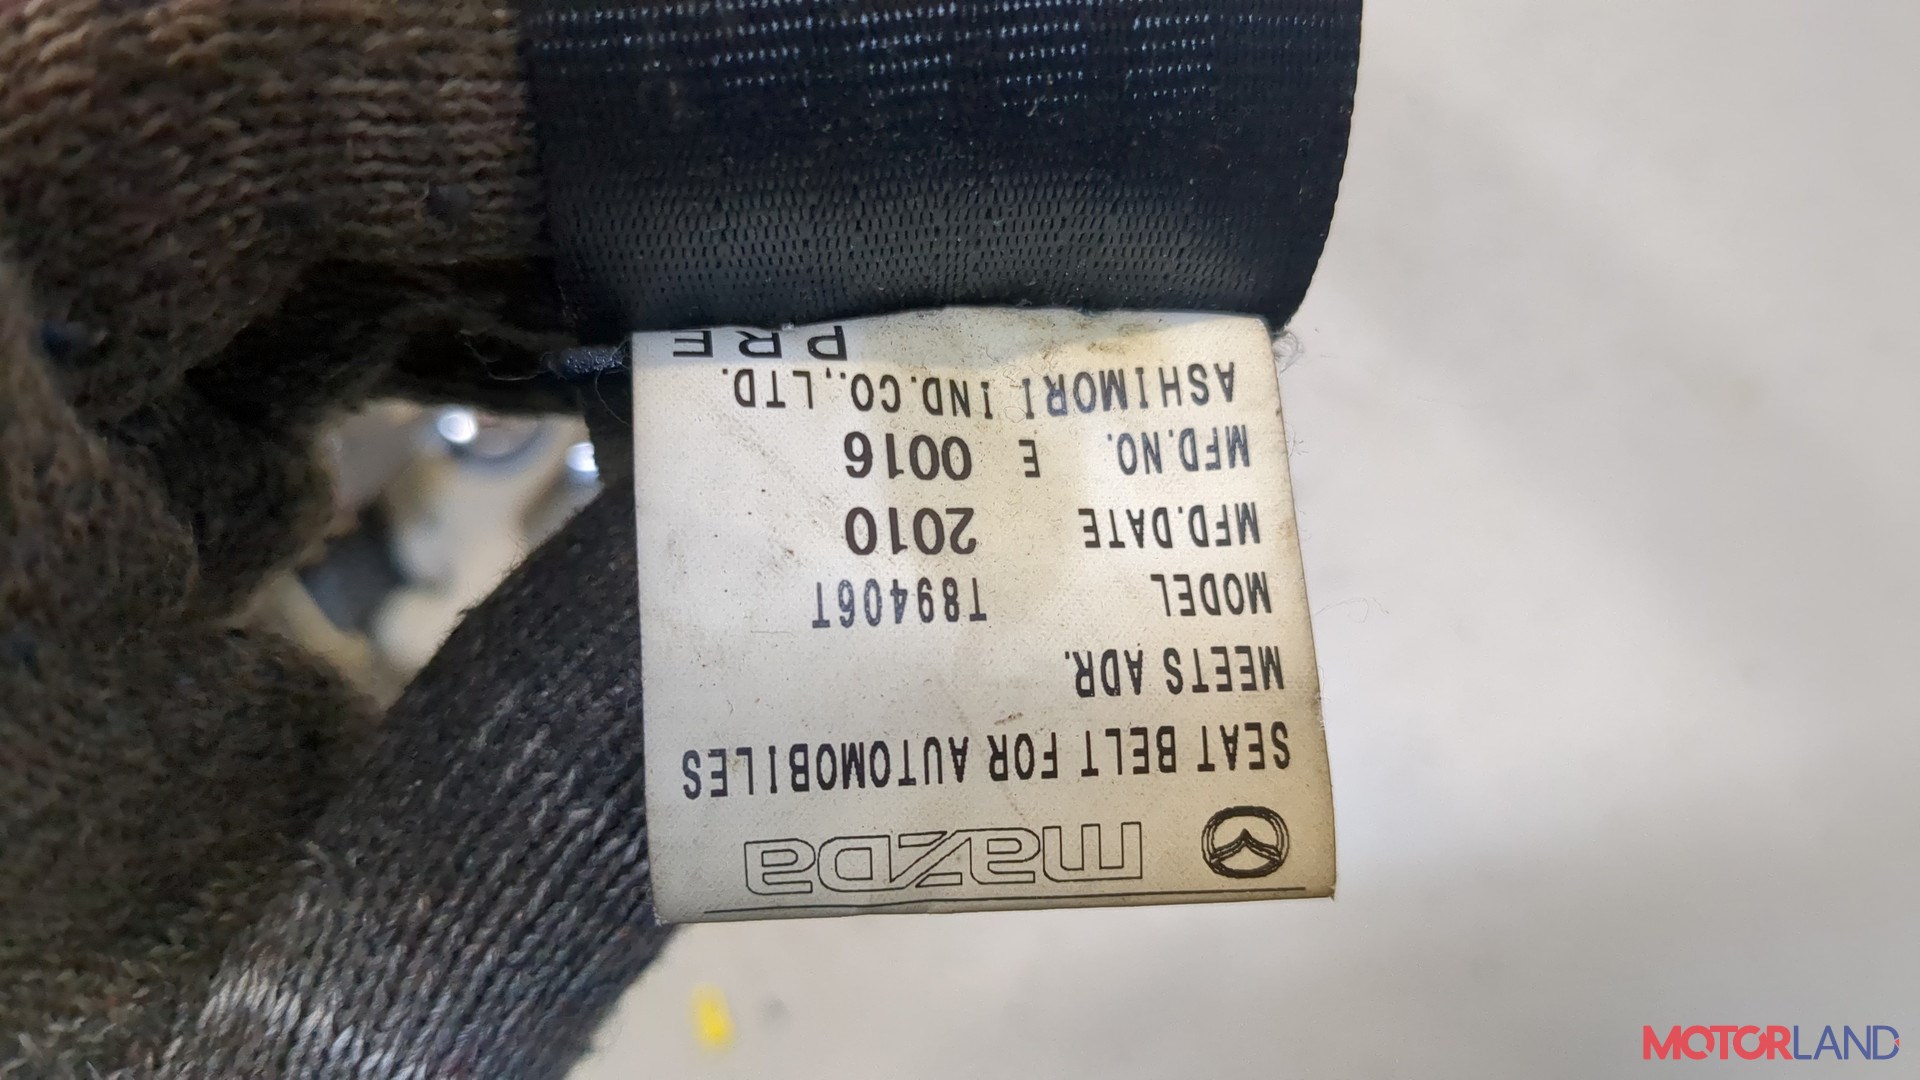 mazda
SEAT BELT FOR AUTOMOBILES
MEETS ADR.
MODEL T89406T
MFD.DATE 2010
MFD.NO. E 0016
ASHIMORI IND.CO.,LTD.
PRE
MOTORLAND